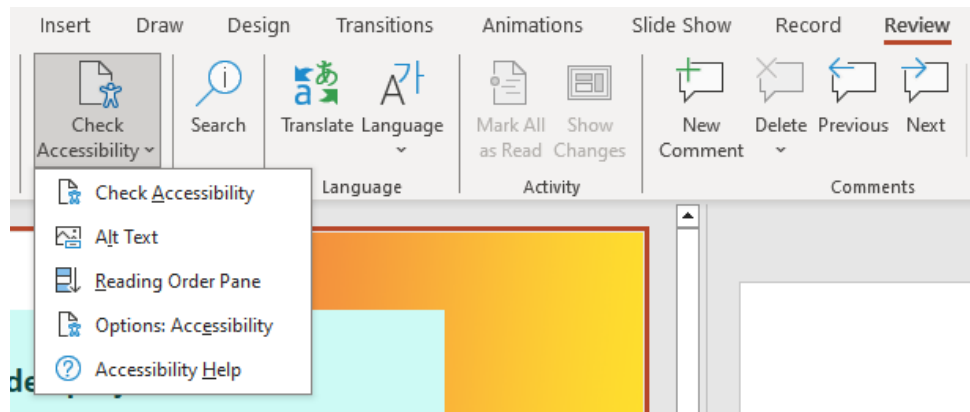 Insert Draw Design Transitions Animations Slide Show Record Review
Check Accessibility
Search
Translate
Language
Mark All as Read
Show Changes
New Comment
Delete
Previous
Next
Language
Activity
Comments
Check Accessibility
Alt Text
Reading Order Pane
Options: Accessibility
Accessibility Help